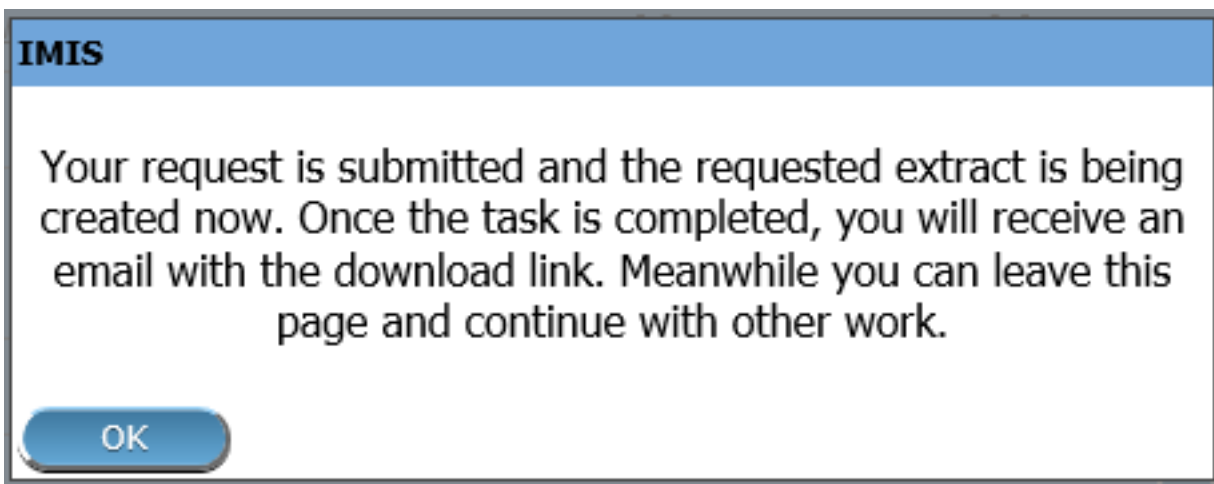 IMIS
Your request is submitted and the requested extract is being
created now. Once the task is completed, you will receive an
email with the download link. Meanwhile you can leave this
page and continue with other work.
OK